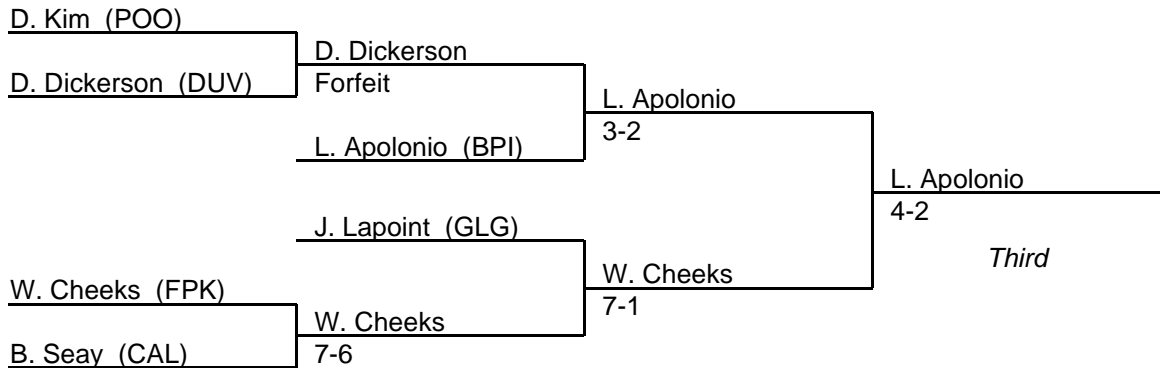 D. Kim (POO)
D. Dickerson
D. Dickerson (DUV)
Forfeit
L. Apolonio
3-2
L. Apolonio (BPI)
L. Apolonio
4-2
J. Lapoint (GLG)
Third
W. Cheeks
W. Cheeks (FPK)
7-1
W. Cheeks
B. Seay (CAL)
7-6